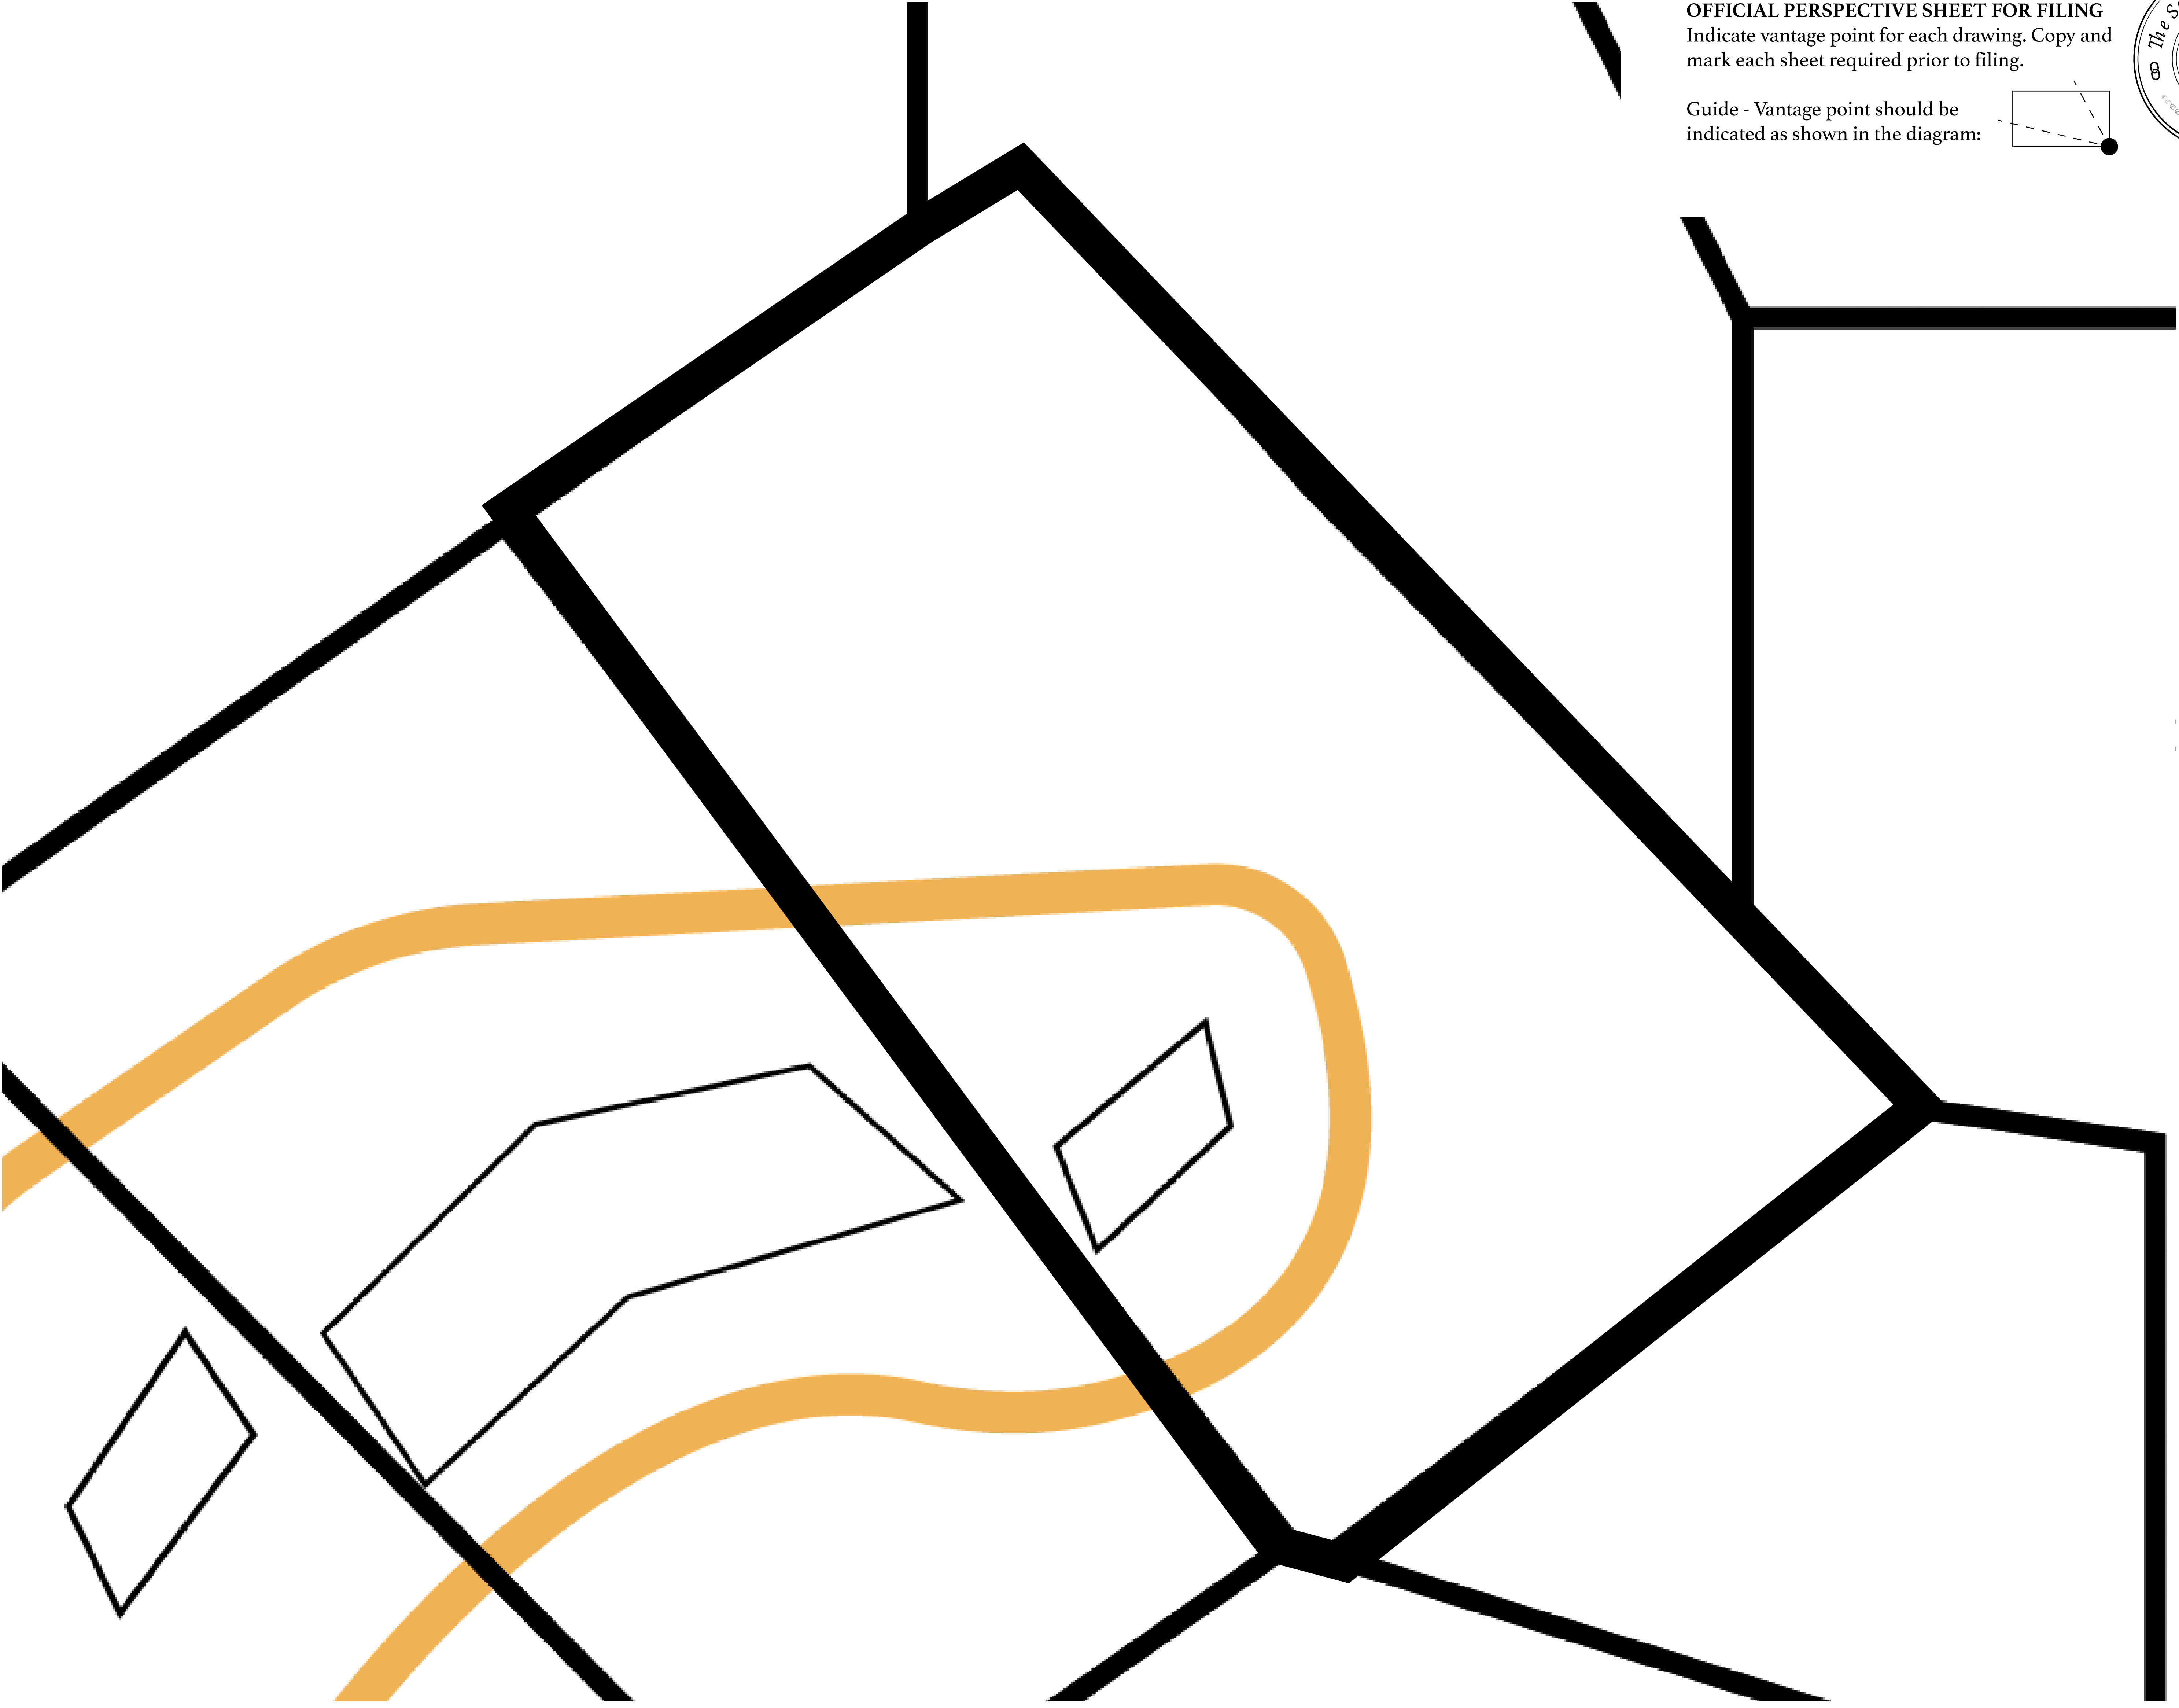 OFFICIAL PERSPECTIVE SHEET FOR FILING
Indicate vantage point for each drawing. Copy and
mark each sheet required prior to filing.
Guide - Vantage point should be
indicated as shown in the diagram:
The